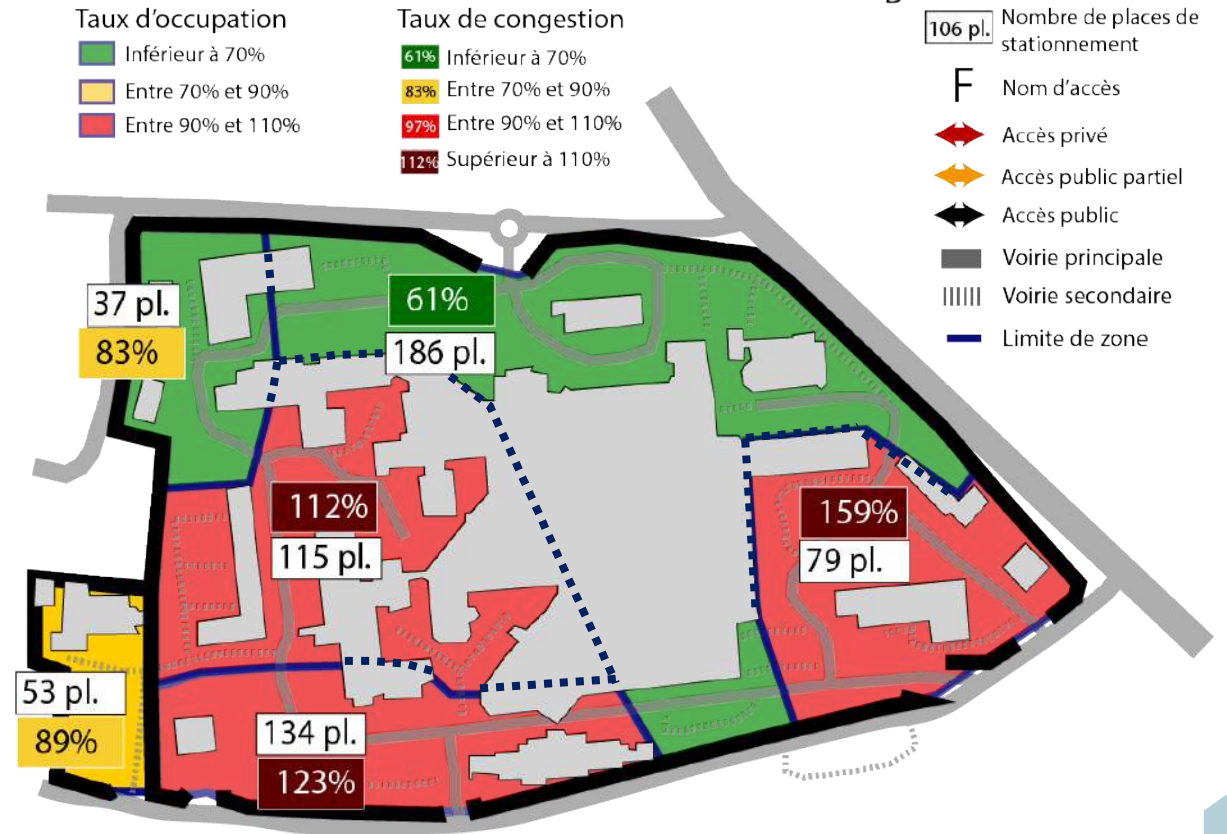 Taux d'occupation
Inférieur à 70%
Entre 70% et 90%
Entre 90% et 110%
Taux de congestion
61% Inférieur à 70%
83% Entre 70% et 90%
97% Entre 90% et 110%
112% Supérieur à 110%
106 pl. Nombre de places de
stationnement
F Nom d'accès
Accès privé
Accès public partiel
Accès public
Voirie principale
Voirie secondaire
Limite de zone
37 pl.
83%
61%
186 pl.
112%
115 pl.
159%
79 pl.
53 pl.
89%
134 pl.
123%